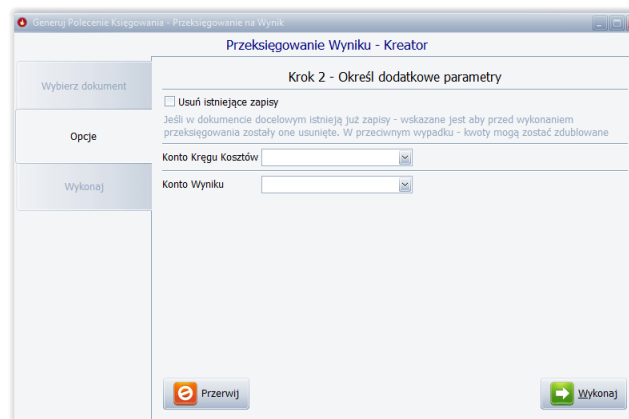 Generuj Polecenie Księgowania - Przeksięgowanie na Wynik
Przeksięgowanie Wyniku - Kreator
Wybierz dokument
Opcje
Wykonaj
Krok 2 - Określ dodatkowe parametry
Usuń istniejące zapisy
Jeśli w dokumencie docelowym istnieją już zapisy - wskazane jest aby przed wykonaniem
przeksięgowania zostały one usunięte. W przeciwnym wypadku - kwoty mogą zostać zdublowane
Konto Kręgu Kosztów
Konto Wyniku
Przerwij
Wykonaj